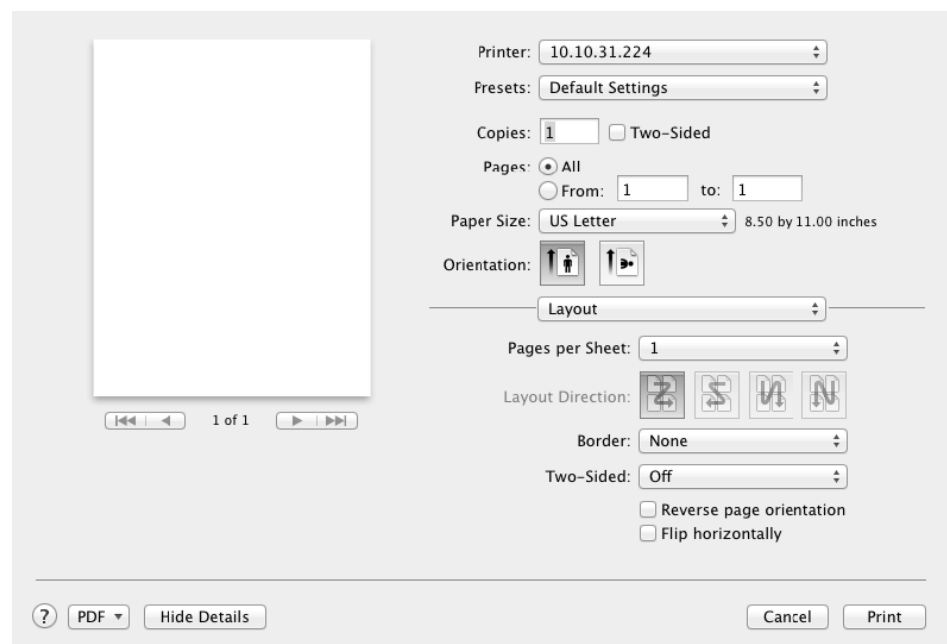 Printer: 10.10.31.224
Presets: Default Settings
Copies: 1 Two-Sided
Pages: All
From: 1 to: 1
Paper Size: US Letter 8.50 by 11.00 inches
Orientation:
Layout
Pages per Sheet: 1
Layout Direction:
1 of 1
Border: None
Two-Sided: Off
Reverse page orientation
Flip horizontally
? PDF Hide Details Cancel Print